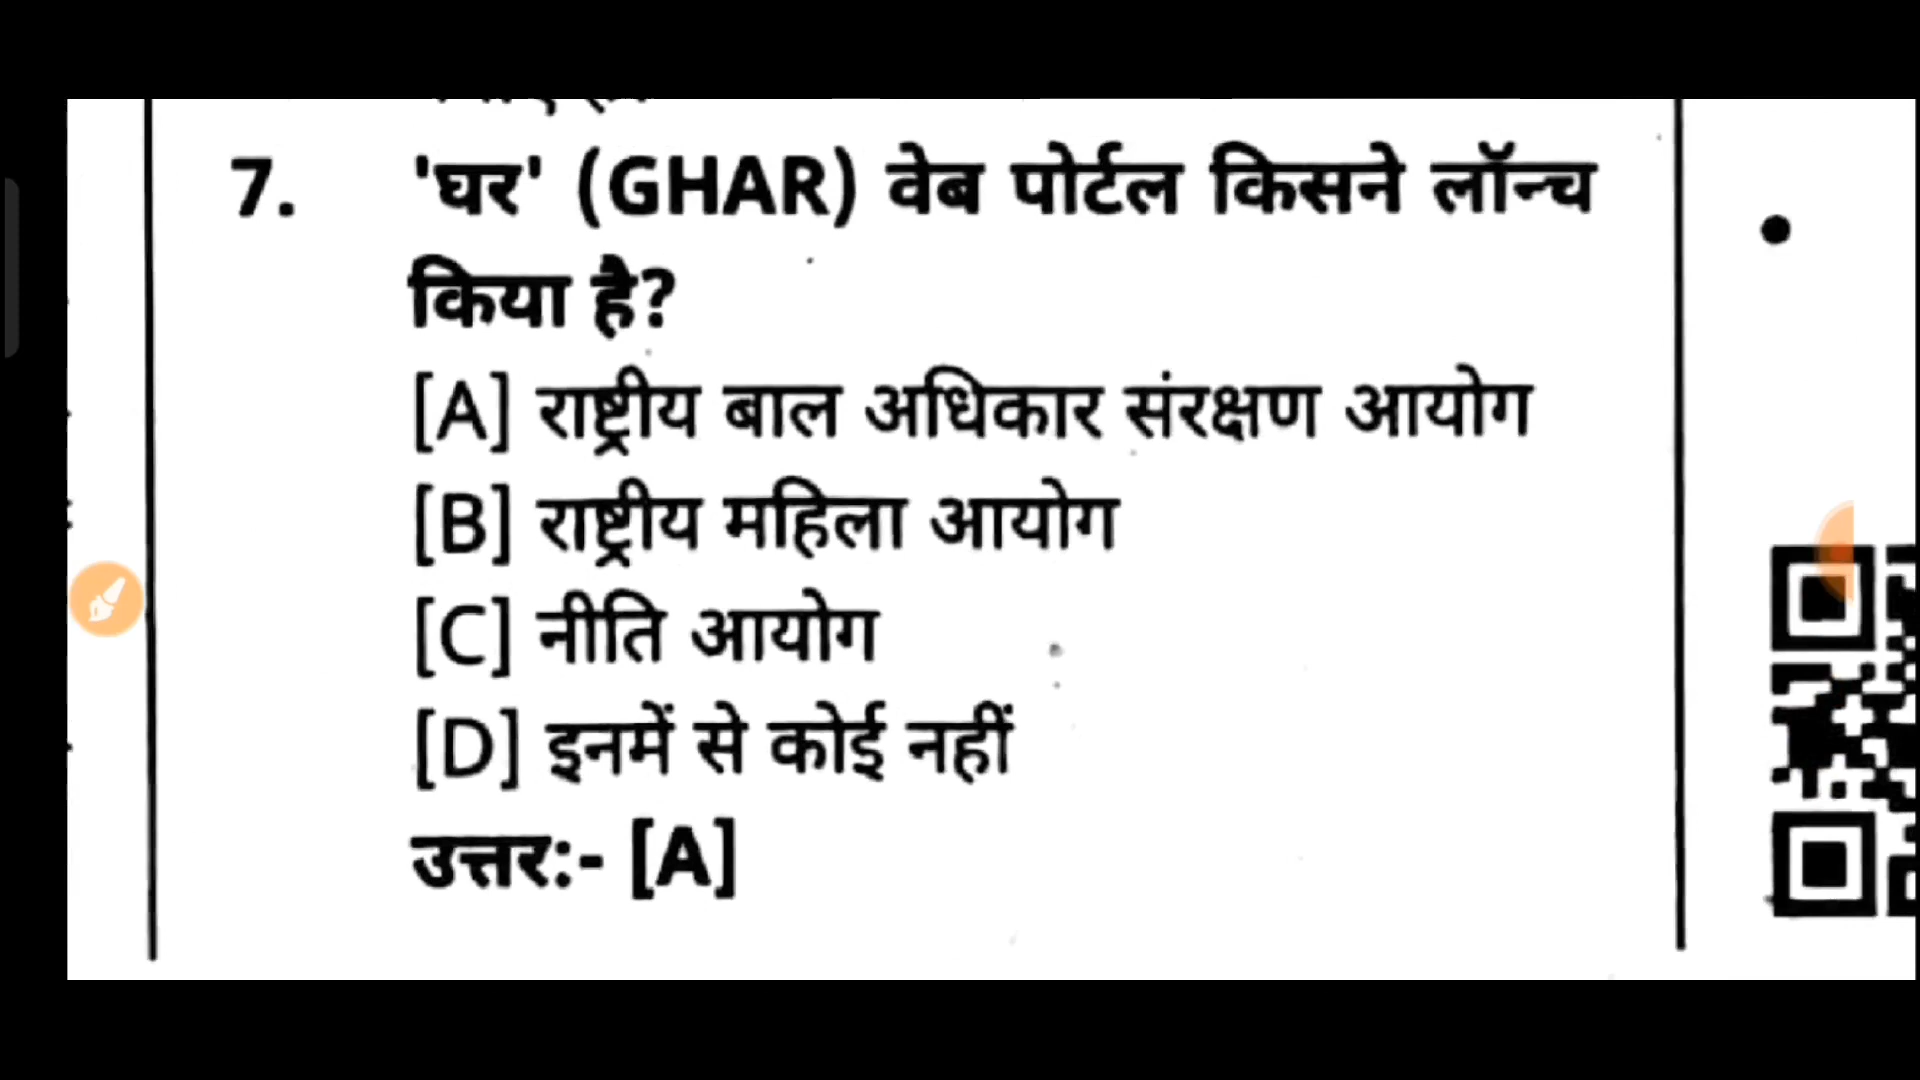 7. 'घर' (GHAR) वेब पोर्टल किसने लॉन्च
किया है?
[A] राष्ट्रीय बाल अधिकार संरक्षण आयोग
[B] राष्ट्रीय महिला आयोग
[C] नीति आयोग
[D] इनमें से कोई नहीं
उत्तर:- [A]